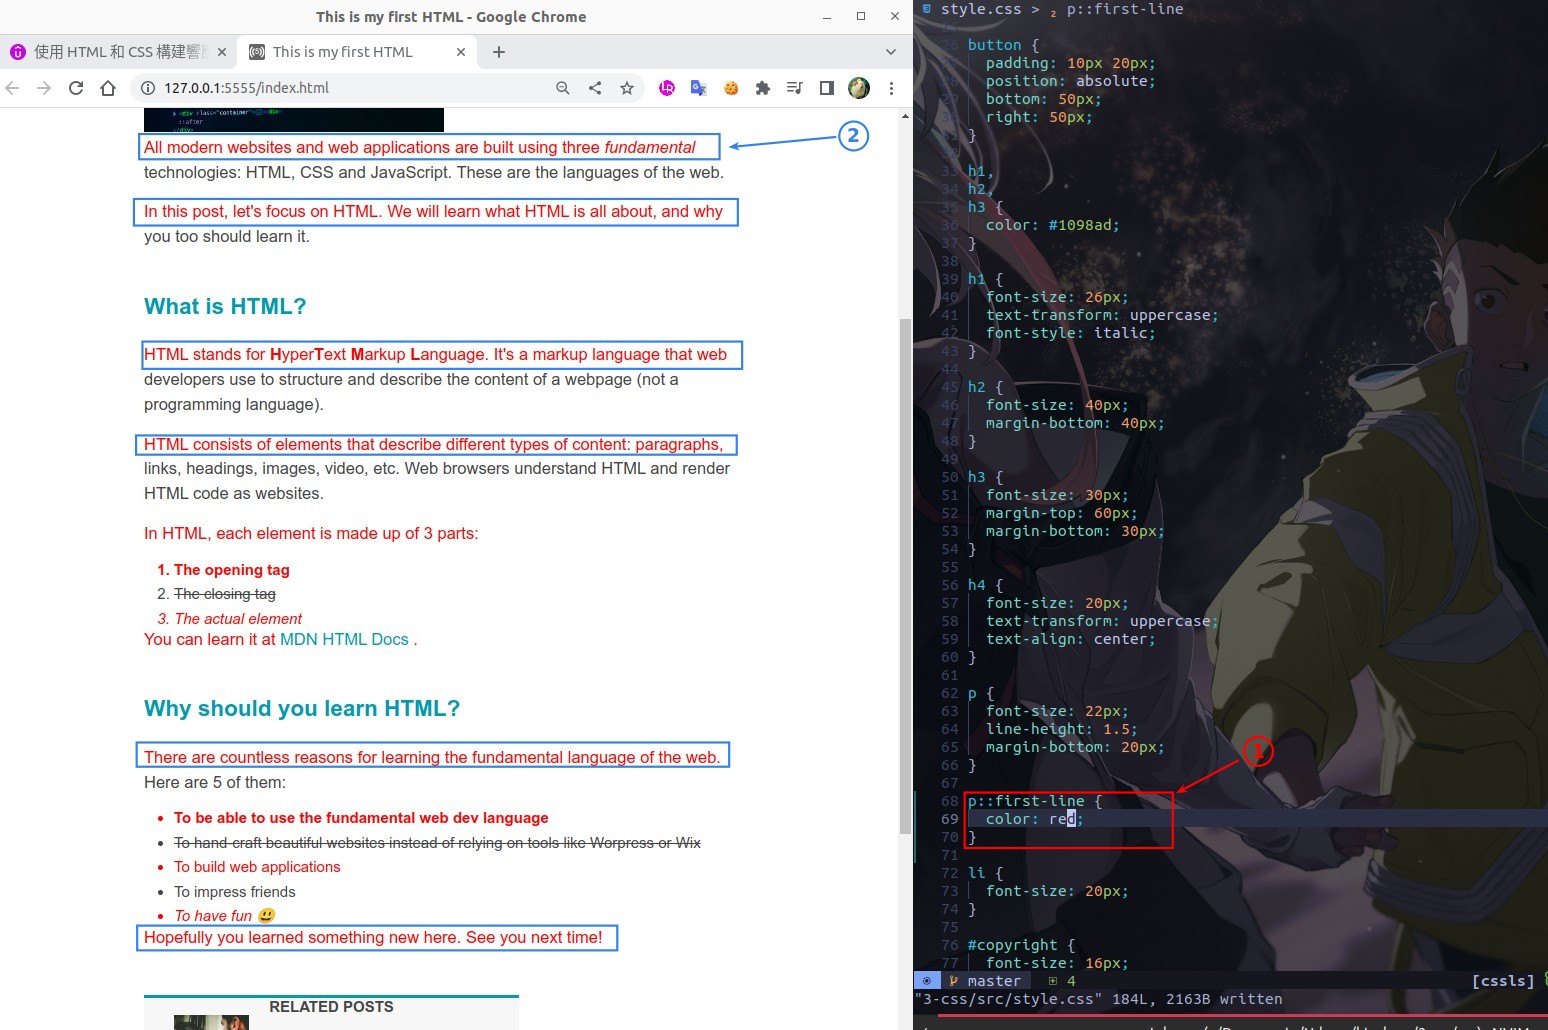 This is my first HTML - Google Chrome
使用 HTML 和 CSS 構建響
This is my first HTML
127.0.0.1:5555/index.html
<div class="container">
::after
</div>
All modern websites and web applications are built using three fundamental
technologies: HTML, CSS and JavaScript. These are the languages of the web.
2
In this post, let's focus on HTML. We will learn what HTML is all about, and why
you too should learn it.
What is HTML?
HTML stands for HyperText Markup Language. It's a markup language that web
developers use to structure and describe the content of a webpage (not a
programming language).
HTML consists of elements that describe different types of content: paragraphs,
links, headings, images, video, etc. Web browsers understand HTML and render
HTML code as websites.
In HTML, each element is made up of 3 parts:
1. The opening tag
2. The closing tag
3. The actual element
You can learn it at MDN HTML Docs .
Why should you learn HTML?
There are countless reasons for learning the fundamental language of the web.
Here are 5 of them:
• To be able to use the fundamental web dev language
• To hand-craft beautiful websites instead of relying on tools like Worpress or Wix
• To build web applications
• To impress friends
• To have fun 😃
Hopefully you learned something new here. See you next time!
RELATED POSTS
style.css > p::first-line
26 button {
padding: 10px 20px;
position: absolute;
bottom: 50px;
right: 50px;
}
33 h1,
34 h2,
35 h3 {
36 color: #1098ad;
37 }
38
39 h1 {
40 font-size: 26px;
41 text-transform: uppercase;
42 font-style: italic;
43 }
44
45 h2 {
46 font-size: 40px;
47 margin-bottom: 40px;
48 }
49
50 h3 {
51 font-size: 30px;
52 margin-top: 60px;
53 margin-bottom: 30px;
54 }
55
56 h4 {
57 font-size: 20px;
58 text-transform: uppercase;
59 text-align: center;
60 }
61
62 p {
63 font-size: 22px;
64 line-height: 1.5;
65 margin-bottom: 20px;
66 }
67
1
68 p::first-line {
69 color: red;
70 }
71
72 li {
73 font-size: 20px;
74 }
75
76 #copyright {
77 font-size: 16px;
master 4 [cssls]
"3-css/src/style.css" 184L, 2163B written